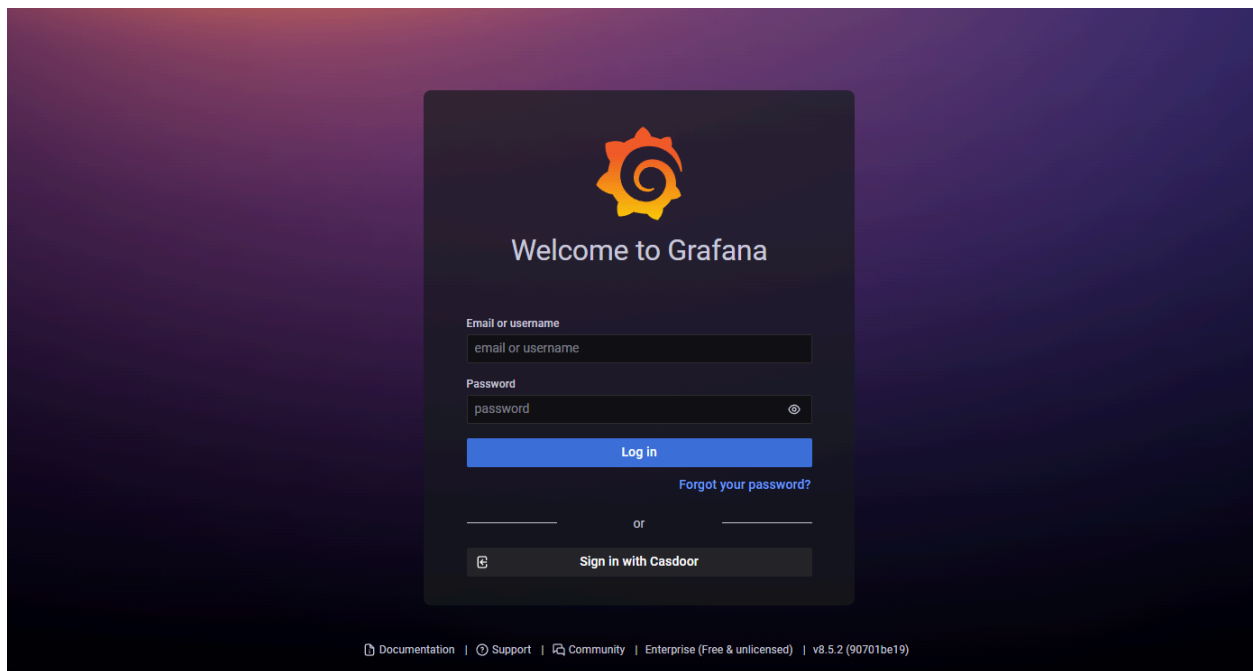 Welcome to Grafana
Email or username
email or username
Password
password
Log in
Forgot your password?
or
Sign in with Casdoor
Documentation | Support | Community | Enterprise (Free & unlicensed) | v8.5.2 (90701be19)